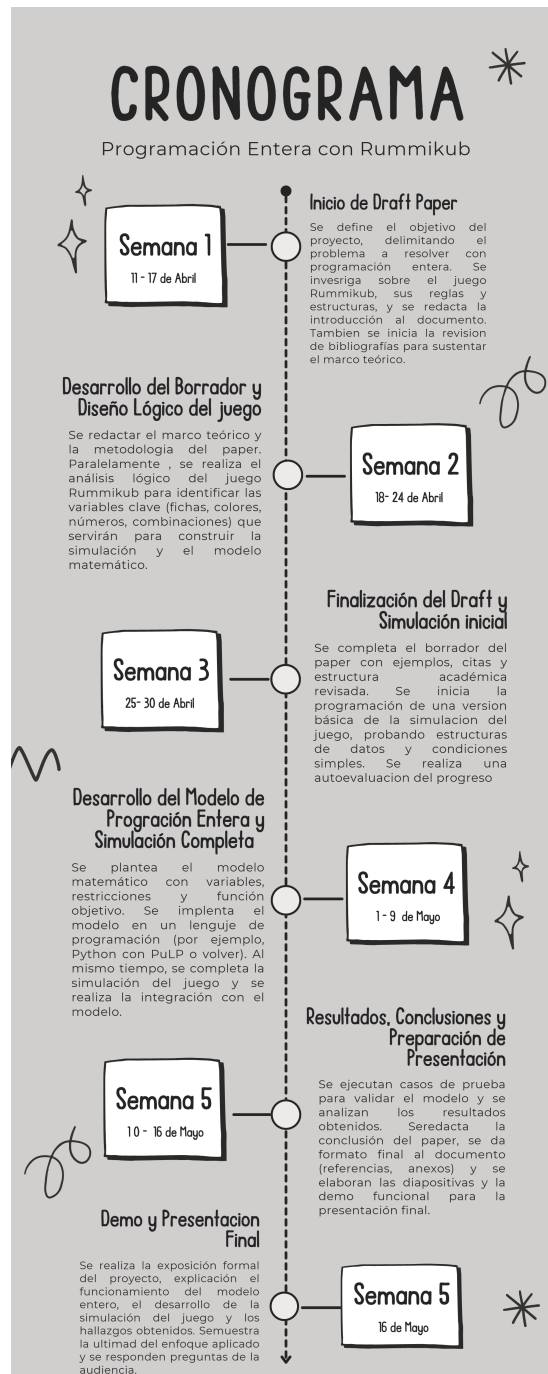 CRONOGRAMA
Programación Entera con Rummikub
Semana 1
11 - 17 de Abril
Inicio de Draft Paper
Se define el objetivo del
proyecto, delimitando el
problema a resolver con
programación entera. Se
invesriga sobre el juego
Rummikub, sus reglas y
estructuras, y se redacta la
introducción al documento.
Tambien se inicia la revision
de bibliografías para sustentar
el marco teórico.
Desarrollo del Borrador y
Diseño Lógico del juego
Se redactar el marco teórico y
la metodologia del paper.
Paralelamente , se realiza el
análisis lógico del juego
Rummikub para identificar las
variables clave (fichas, colores,
números, combinaciones) que
servirán para construir la
simulación y el modelo
matemático.
Semana 2
18- 24 de Abril
Finalización del Draft y
Simulación inicial
Se completa el borrador del
paper con ejemplos, citas y
estructura académica
revisada. Se inicia la
programación de una version
básica de la simulacion del
juego, probando estructuras
de datos y condiciones
simples. Se realiza una
autoevaluacion del progreso
Semana 3
25- 30 de Abril
Desarrollo del Modelo de
Progración Entera y
Simulación Completa
Se plantea el modelo
matemático con variables,
restricciones y función
objetivo. Se implenta el
modelo en un lenguje de
programación (por ejemplo,
Python con PuLP o volver). Al
mismo tiempo, se completa la
simulación del juego y se
realiza la integración con el
modelo.
Semana 4
1 - 9 de Mayo
Resultados, Conclusiones y
Preparación de
Presentación
Se ejecutan casos de prueba
para validar el modelo y se
analizan los resultados
obtenidos. Seredacta la
conclusión del paper, se da
formato final al documento
(referencias, anexos) y se
elaboran las diapositivas y la
demo funcional para la
presentación final.
Semana 5
10 - 16 de Mayo
Demo y Presentacion
Final
Se realiza la exposición formal
del proyecto, explicación el
funcionamiento del modelo
entero, el desarrollo de la
simulación del juego y los
hallazgos obtenidos. Semuestra
la ultimad del enfoque aplicado
y se responden preguntas de la
audiencia.
Semana 5
16 de Mayo